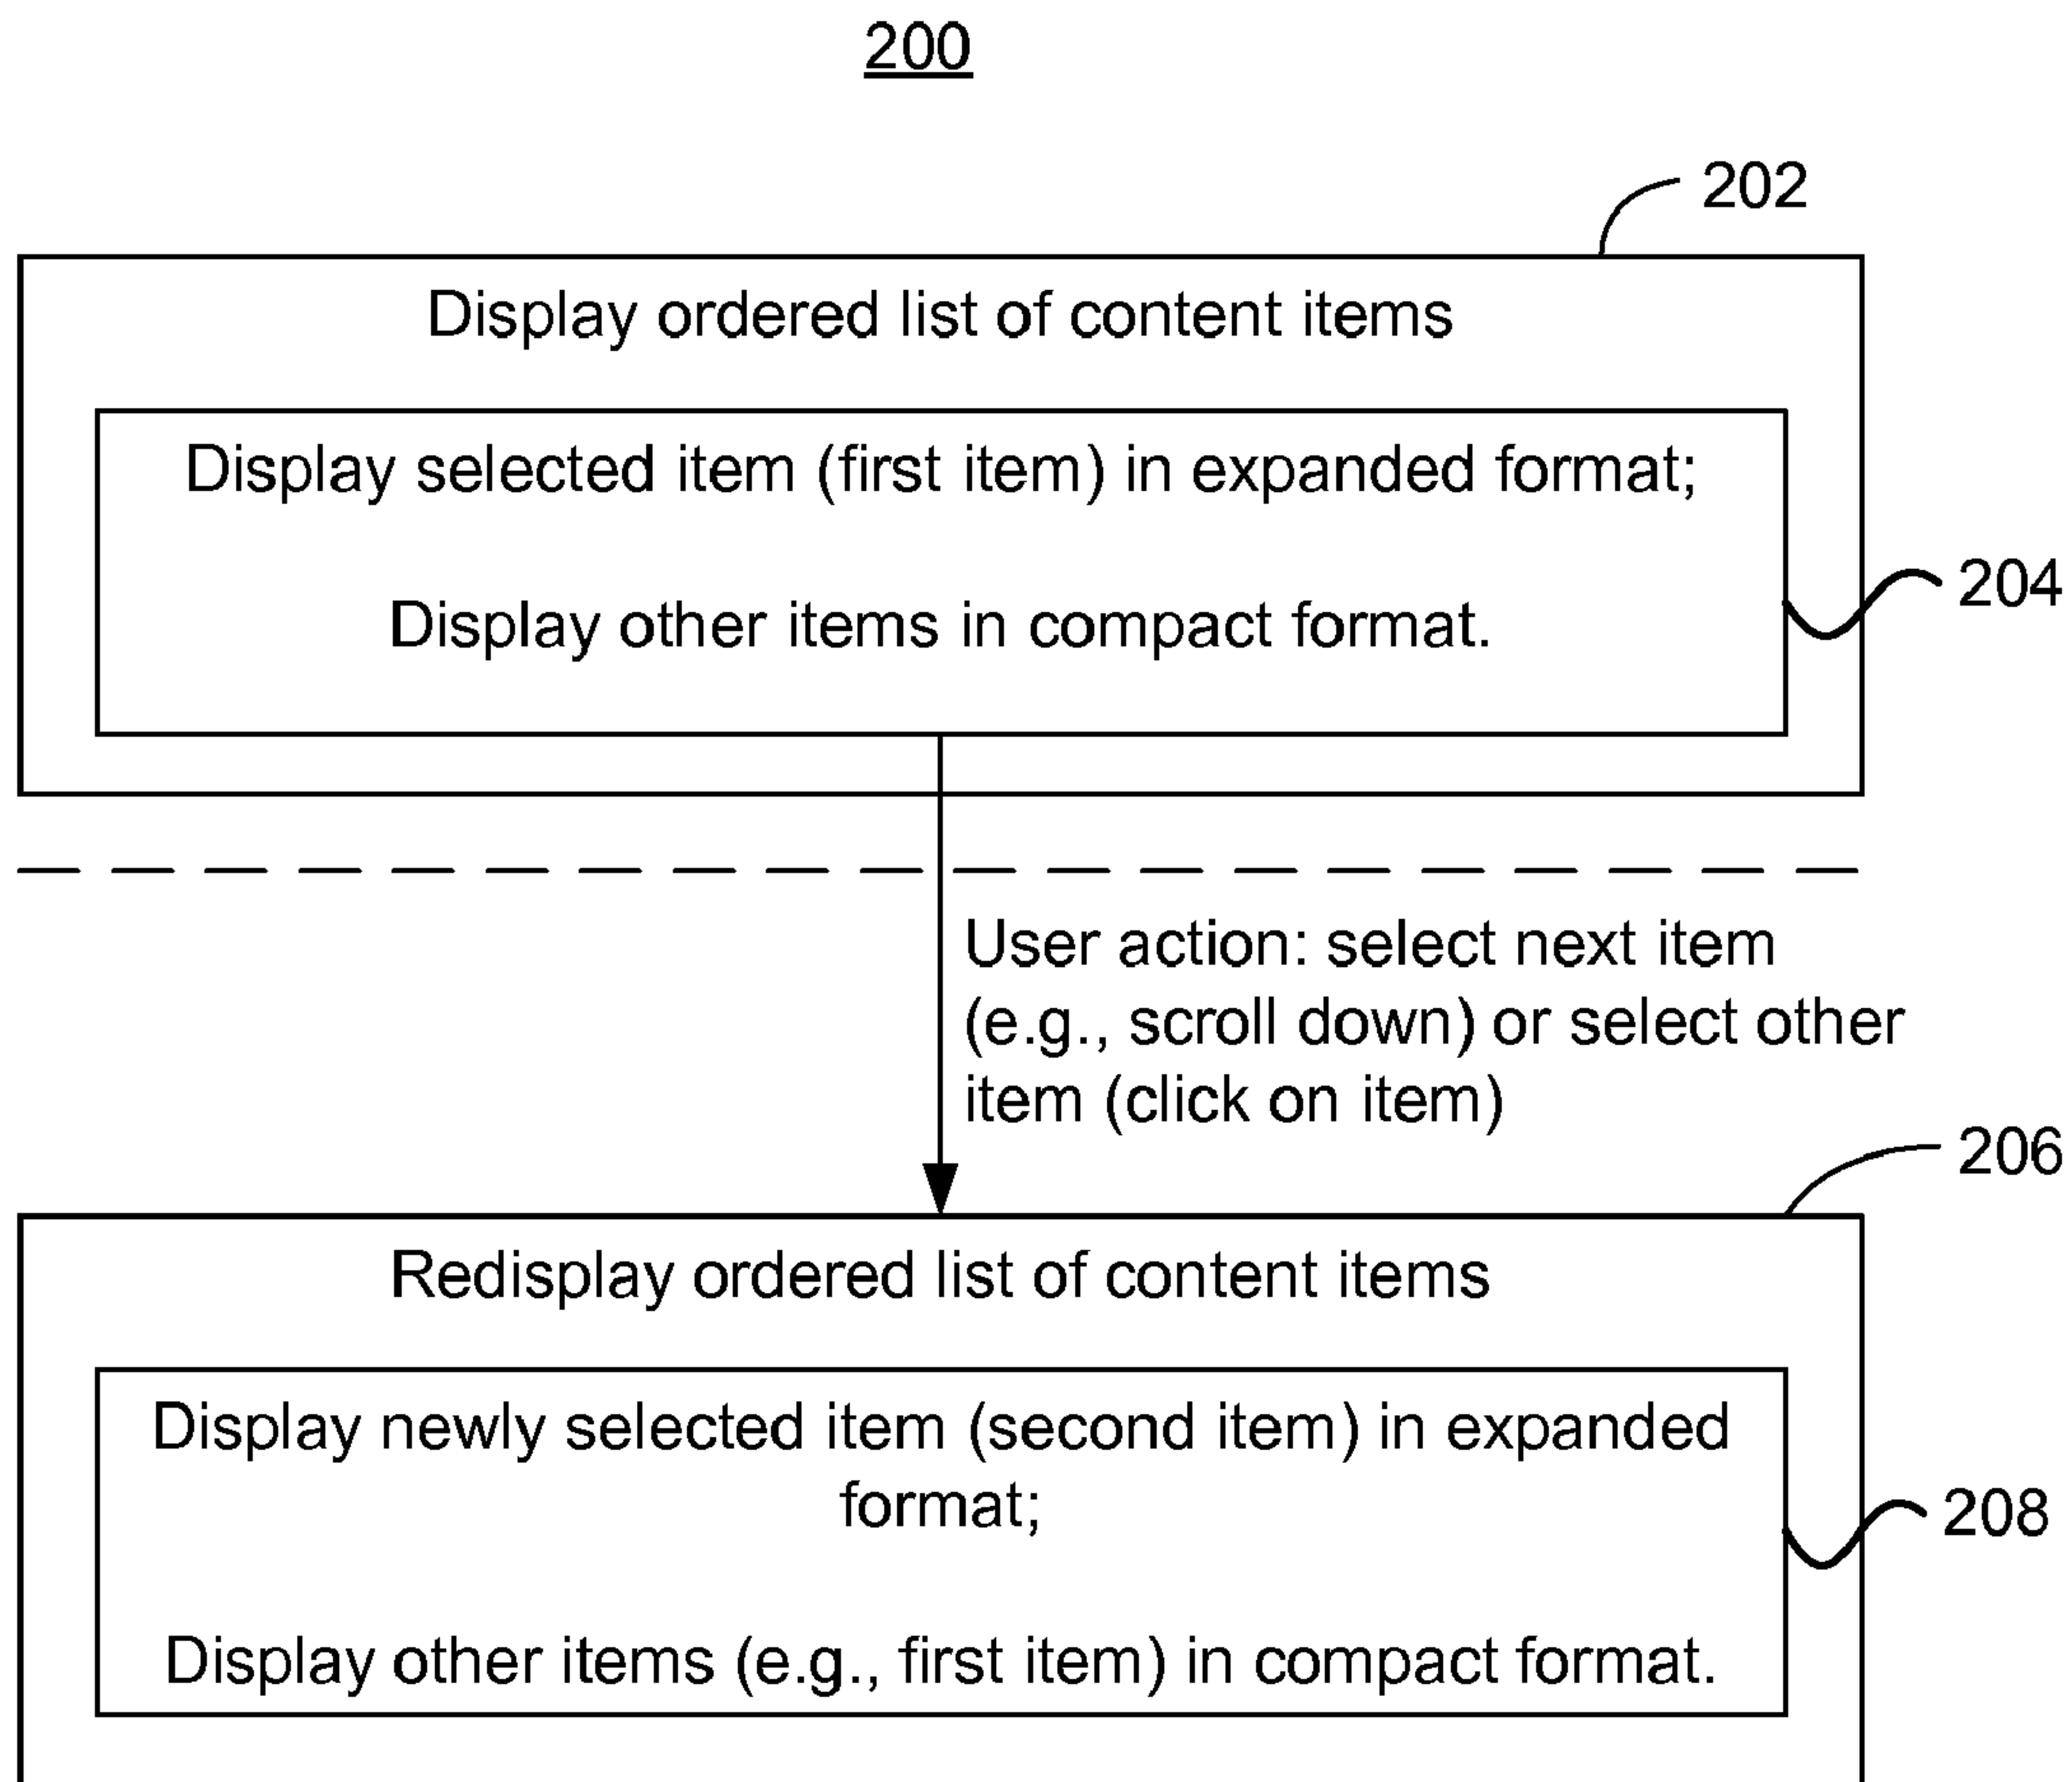 200
202
Display ordered list of content items
Display selected item (first item) in expanded format;
204
Display other items in compact format.
User action: select next item
(e.g., scroll down) or select other
item (click on item)
206
Redisplay ordered list of content items
Display newly selected item (second item) in expanded
format;
208
Display other items (e.g., first item) in compact format.